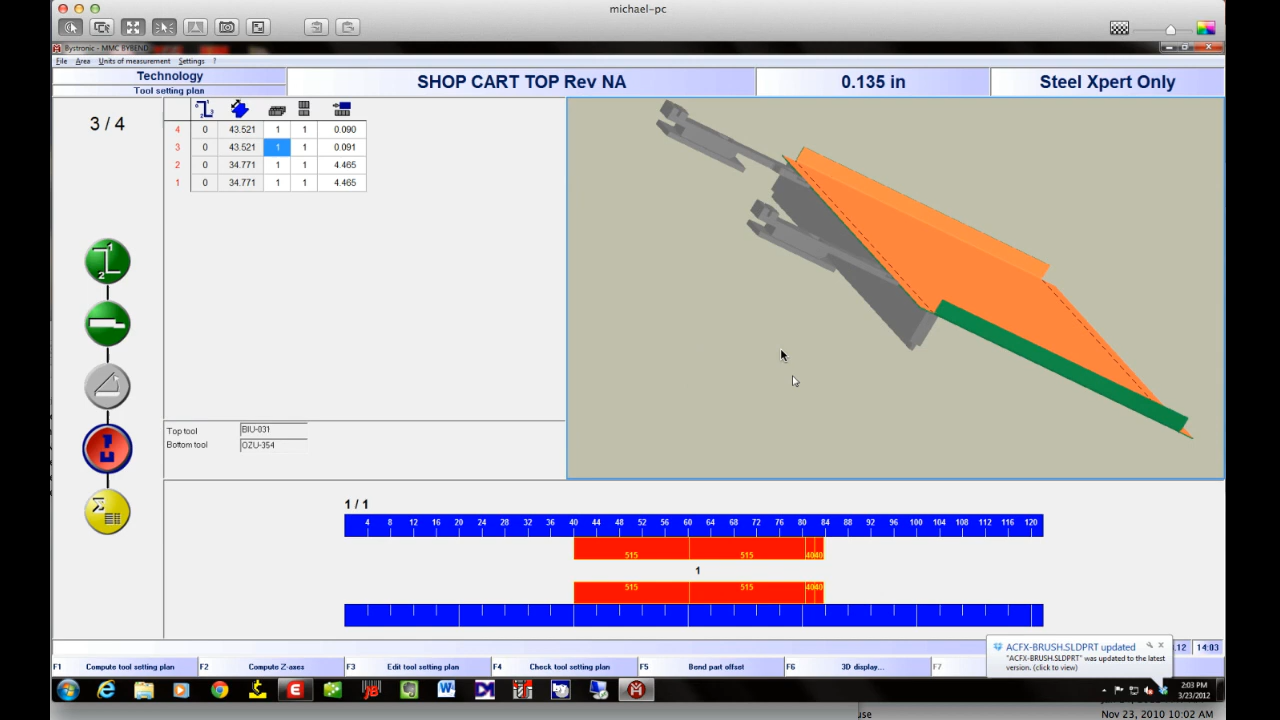 michael-pc
Bystronic - MMC BYBEND
File Area Units of measurement Settings ?
Technology
Tool setting plan
SHOP CART TOP Rev NA
0.135 in
Steel Xpert Only
3 / 4
4 0 43.521 1 1 0.090
3 0 43.521 1 1 0.091
2 0 34.771 1 1 4.465
1 0 34.771 1 1 4.465
Top tool BIU-031
Bottom tool OZU-354
1 / 1
4 8 12 16 20 24 28 32 36 40 44 48 52 56 60 64 68 72 76 80 84 88 92 96 100 104 108 112 116 120
515 515 40 40
1
515 515 40 40
ACFX-BRUSH.SLDPRT updated
"ACFX-BRUSH.SLDPRT" was updated to the latest
version. (click to view)
.12 14:03
F1 Compute tool setting plan F2 Compute Z-axes F3 Edit tool setting plan F4 Check tool setting plan F5 Bend part offset F6 3D display... F7
2:03 PM
3/23/2012
Nov 23, 2010 10:02 AM